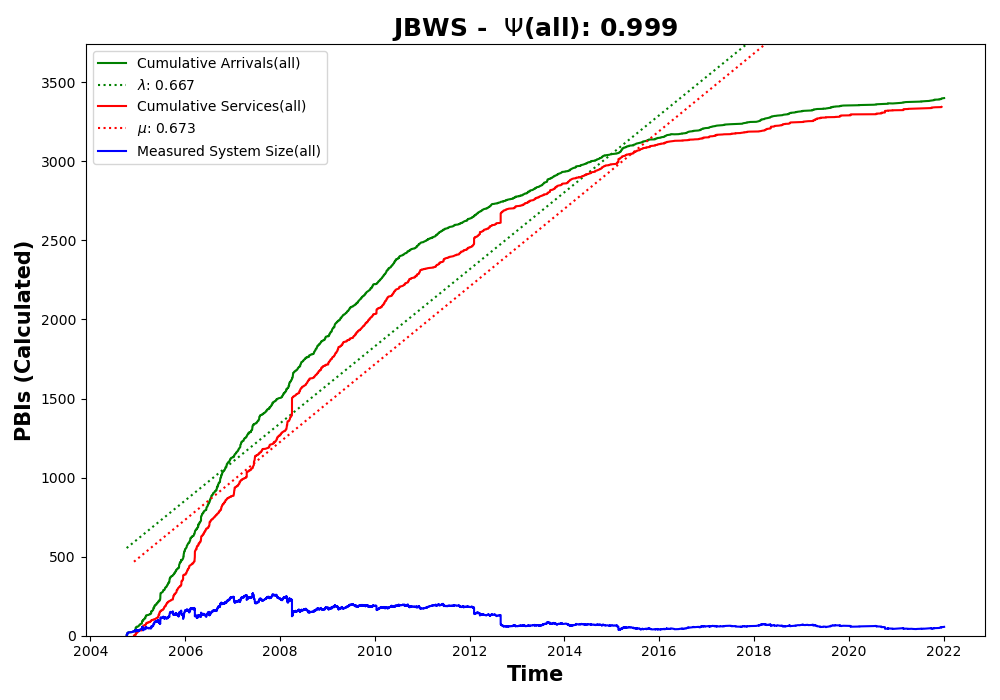 JBWS - Ψ(all): 0.999
Cumulative Arrivals(all)
λ: 0.667
Cumulative Services(all)
μ: 0.673
Measured System Size(all)
PBIs (Calculated)
3500
3000
2500
2000
1500
1000
500
0
2004 2006 2008 2010 2012 2014 2016 2018 2020 2022
Time